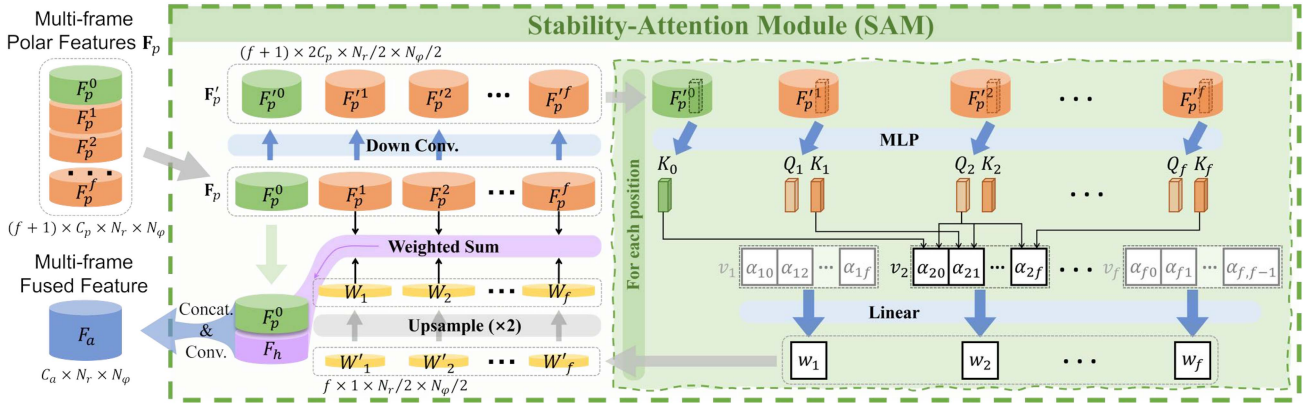 Stability-Attention Module (SAM)
Multi-frame
Polar Features F_p
F_p^0
F_p^1
F_p^2
...
F_p^f
(f + 1) × C_p × N_r × N_φ
Multi-frame
Fused Feature
F_a
C_a × N_r × N_φ
(f + 1) × 2C_p × N_r/2 × N_φ/2
F'_p
F'_p^0 F'_p^1 F'_p^2 ... F'_p^f
Down Conv.
F_p
F_p^0 F_p^1 F_p^2 ... F_p^f
Weighted Sum
W_1 W_2 ... W_f
Upsample (×2)
W'_1 W'_2 ... W'_f
f × 1 × N_r/2 × N_φ/2
F_p^0
F_h
Concat.
&
Conv.
For each position
F'_p^0 F'_p^1 F'_p^2 ... F'_p^f
MLP
K_0 Q_1 K_1 Q_2 K_2 ... Q_f K_f
v_1 α_10 α_12 ... α_1f v_2 α_20 α_21 ... α_2f ... v_f α_f0 α_f1 ... α_f,f−1
Linear
w_1 w_2 ... w_f